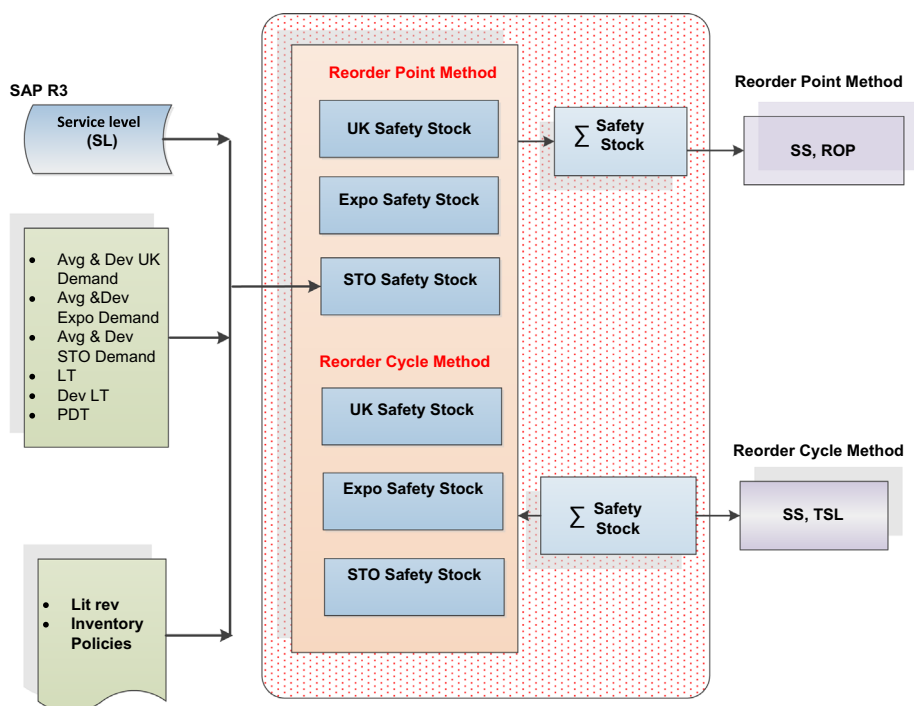 SAP R3
Service level
(SL)
• Avg & Dev UK
Demand
• Avg &Dev
Expo Demand
• Avg & Dev
STO Demand
• LT
• Dev LT
• PDT
• Lit rev
• Inventory
Policies
Reorder Point Method
UK Safety Stock
Expo Safety Stock
STO Safety Stock
Reorder Cycle Method
UK Safety Stock
Expo Safety Stock
STO Safety Stock
∑ Safety
Stock
∑ Safety
Stock
Reorder Point Method
SS, ROP
Reorder Cycle Method
SS, TSL